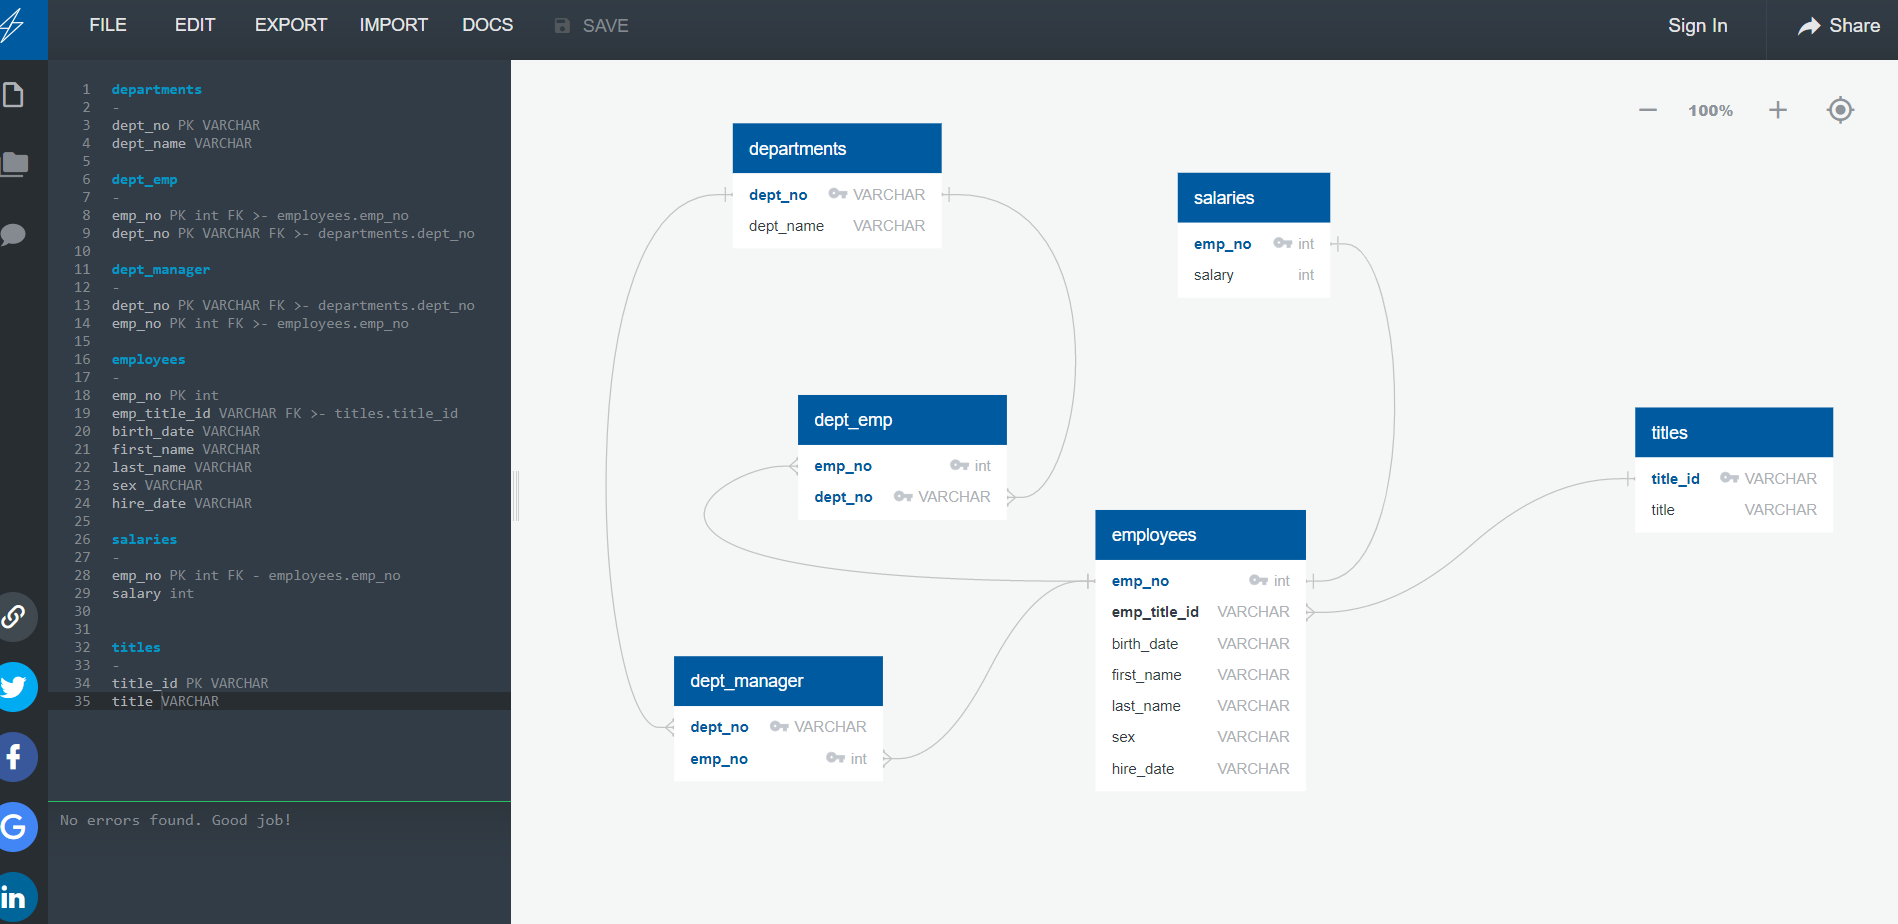 FILE EDIT EXPORT IMPORT DOCS SAVE Sign In Share
1 departments
2 -
3 dept_no PK VARCHAR
4 dept_name VARCHAR
5
6 dept_emp
7 -
8 emp_no PK int FK >- employees.emp_no
9 dept_no PK VARCHAR FK >- departments.dept_no
10
11 dept_manager
12 -
13 dept_no PK VARCHAR FK >- departments.dept_no
14 emp_no PK int FK >- employees.emp_no
15
16 employees
17 -
18 emp_no PK int
19 emp_title_id VARCHAR FK >- titles.title_id
20 birth_date VARCHAR
21 first_name VARCHAR
22 last_name VARCHAR
23 sex VARCHAR
24 hire_date VARCHAR
25
26 salaries
27 -
28 emp_no PK int FK - employees.emp_no
29 salary int
30
31
32 titles
33 -
34 title_id PK VARCHAR
35 title VARCHAR
No errors found. Good job!
100%
departments
dept_no VARCHAR
dept_name VARCHAR
salaries
emp_no int
salary int
dept_emp
emp_no int
dept_no VARCHAR
titles
title_id VARCHAR
title VARCHAR
employees
emp_no int
emp_title_id VARCHAR
birth_date VARCHAR
first_name VARCHAR
last_name VARCHAR
sex VARCHAR
hire_date VARCHAR
dept_manager
dept_no VARCHAR
emp_no int
f
G
in